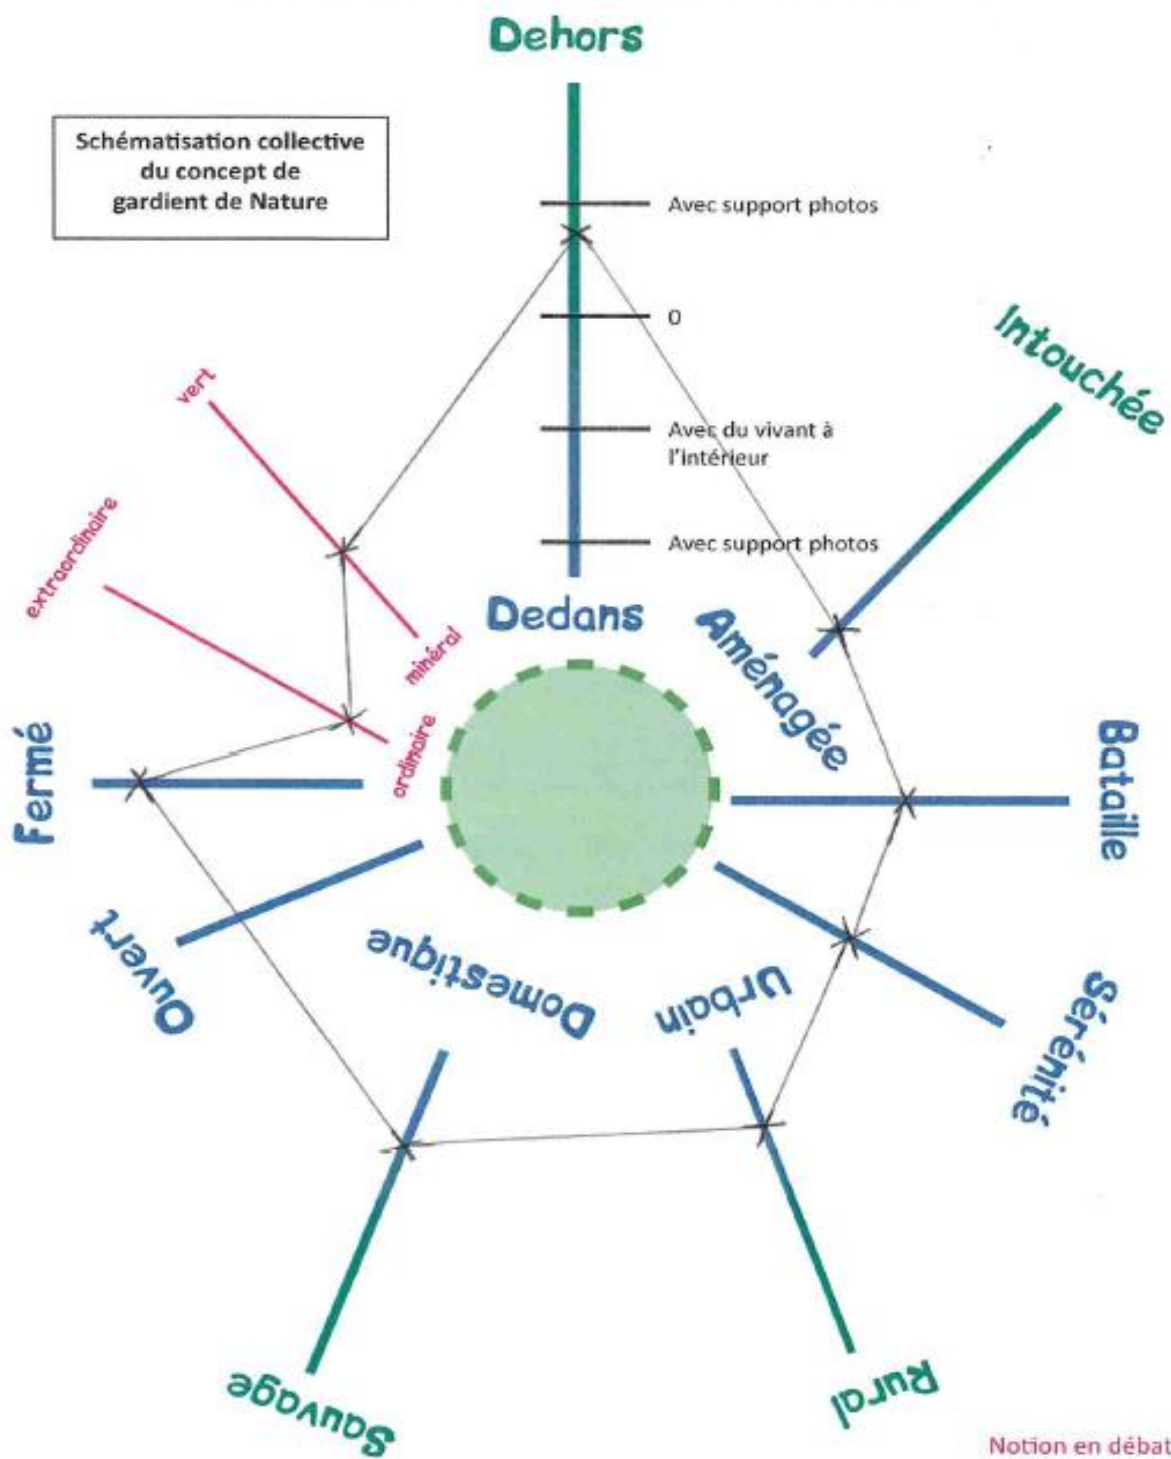 Dehors
Schématisation collective
du concept de
gardient de Nature
Avec support photos
0
Avec du vivant à
l'intérieur
Avec support photos
Dedans
Intouchée
Aménagée
Bataille
Sérénité
Urbain
Rural
Domestique
Sauvage
Ouvert
Fermé
extraordinaire
ordinaire
vert
minéral
Notion en débat